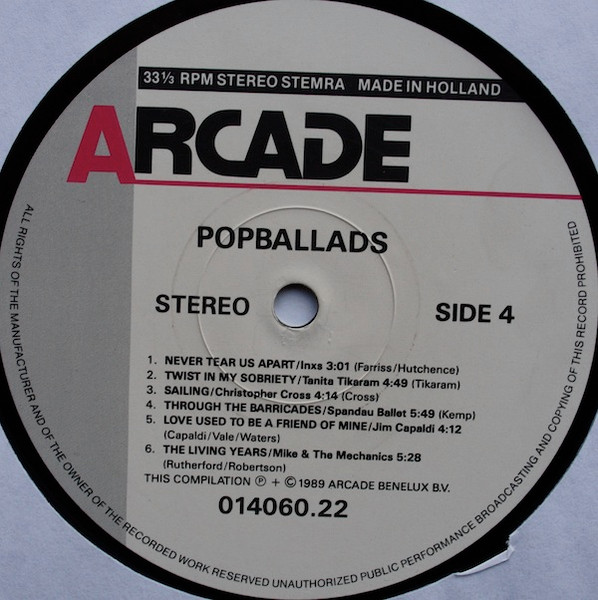 33⅓ RPM STEREO STEMRA MADE IN HOLLAND
ARCADE
POPBALLADS
STEREO
SIDE 4
1. NEVER TEAR US APART/Inxs 3:01 (Farriss/Hutchence)
2. TWIST IN MY SOBRIETY/Tanita Tikaram 4:49 (Tikaram)
3. SAILING/Christopher Cross 4:14 (Cross)
4. THROUGH THE BARRICADES/Spandau Ballet 5:49 (Kemp)
5. LOVE USED TO BE A FRIEND OF MINE/Jim Capaldi 4:12
(Capaldi/Vale/Waters)
6. THE LIVING YEARS/Mike & The Mechanics 5:28
(Rutherford/Robertson)
THIS COMPILATION ℗ + © 1989 ARCADE BENELUX B.V.
014060.22
ALL RIGHTS OF THE MANUFACTURER AND OF THE OWNER OF THE RECORDED WORK RESERVED UNAUTHORIZED PUBLIC PERFORMANCE BROADCASTING AND COPYING OF THIS RECORD PROHIBITED